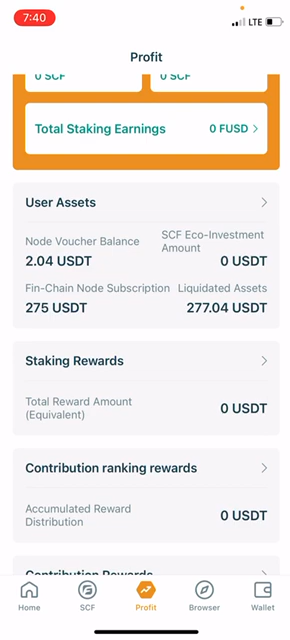 7:40
LTE
Profit
0 SCF
0 SCF
Total Staking Earnings 0 FUSD
User Assets
Node Voucher Balance
2.04 USDT
SCF Eco-Investment
Amount
0 USDT
Fin-Chain Node Subscription
275 USDT
Liquidated Assets
277.04 USDT
Staking Rewards
Total Reward Amount
(Equivalent)
0 USDT
Contribution ranking rewards
Accumulated Reward
Distribution
0 USDT
Contribution Rewards
Home
SCF
Profit
Browser
Wallet